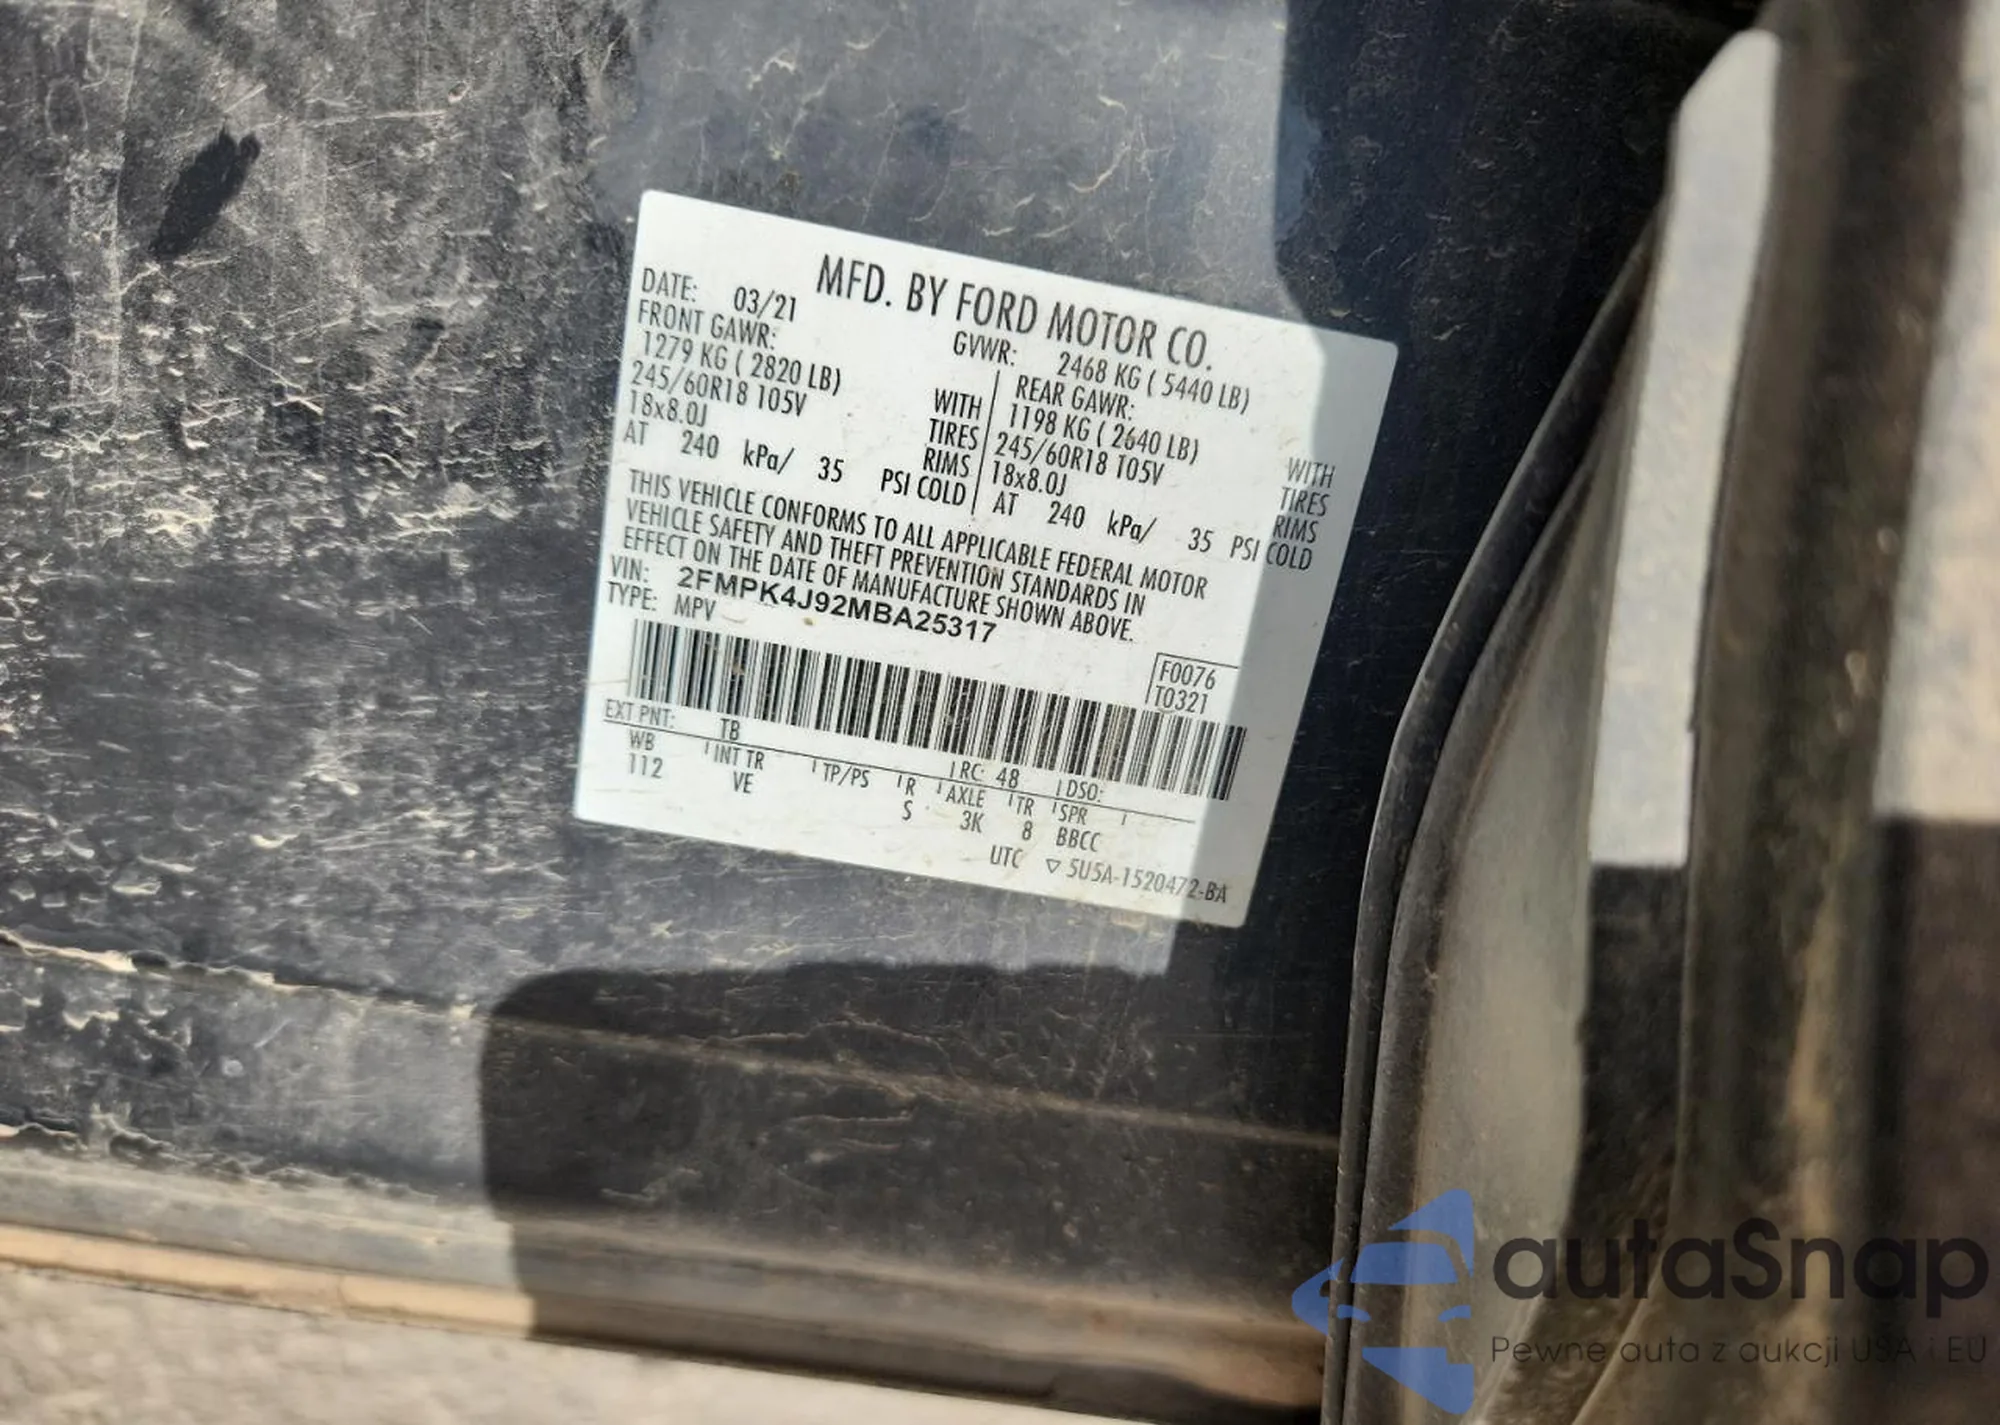 MFD. BY FORD MOTOR CO.
DATE: 03/21 GVWR: 2468 KG ( 5440 LB)
FRONT GAWR: REAR GAWR:
1279 KG ( 2820 LB) WITH 1198 KG ( 2640 LB) WITH
245/60R18 105V TIRES 245/60R18 105V TIRES
18x8.0J RIMS 18x8.0J RIMS
AT 240 kPa/ 35 PSI COLD AT 240 kPa/ 35 PSI COLD
THIS VEHICLE CONFORMS TO ALL APPLICABLE FEDERAL MOTOR
VEHICLE SAFETY AND THEFT PREVENTION STANDARDS IN
EFFECT ON THE DATE OF MANUFACTURE SHOWN ABOVE.
VIN: 2FMPK4J92MBA25317
TYPE: MPV
F0076
T0321
EXT PNT: TB RC: 48 DSO:
WB INT TR TP/PS R AXLE TR SPR
112 VE S 3K 8 BBCC
UTC ▽ 5U5A-1520472-BA
autaSnap
Pewne auta z aukcji USA i EU